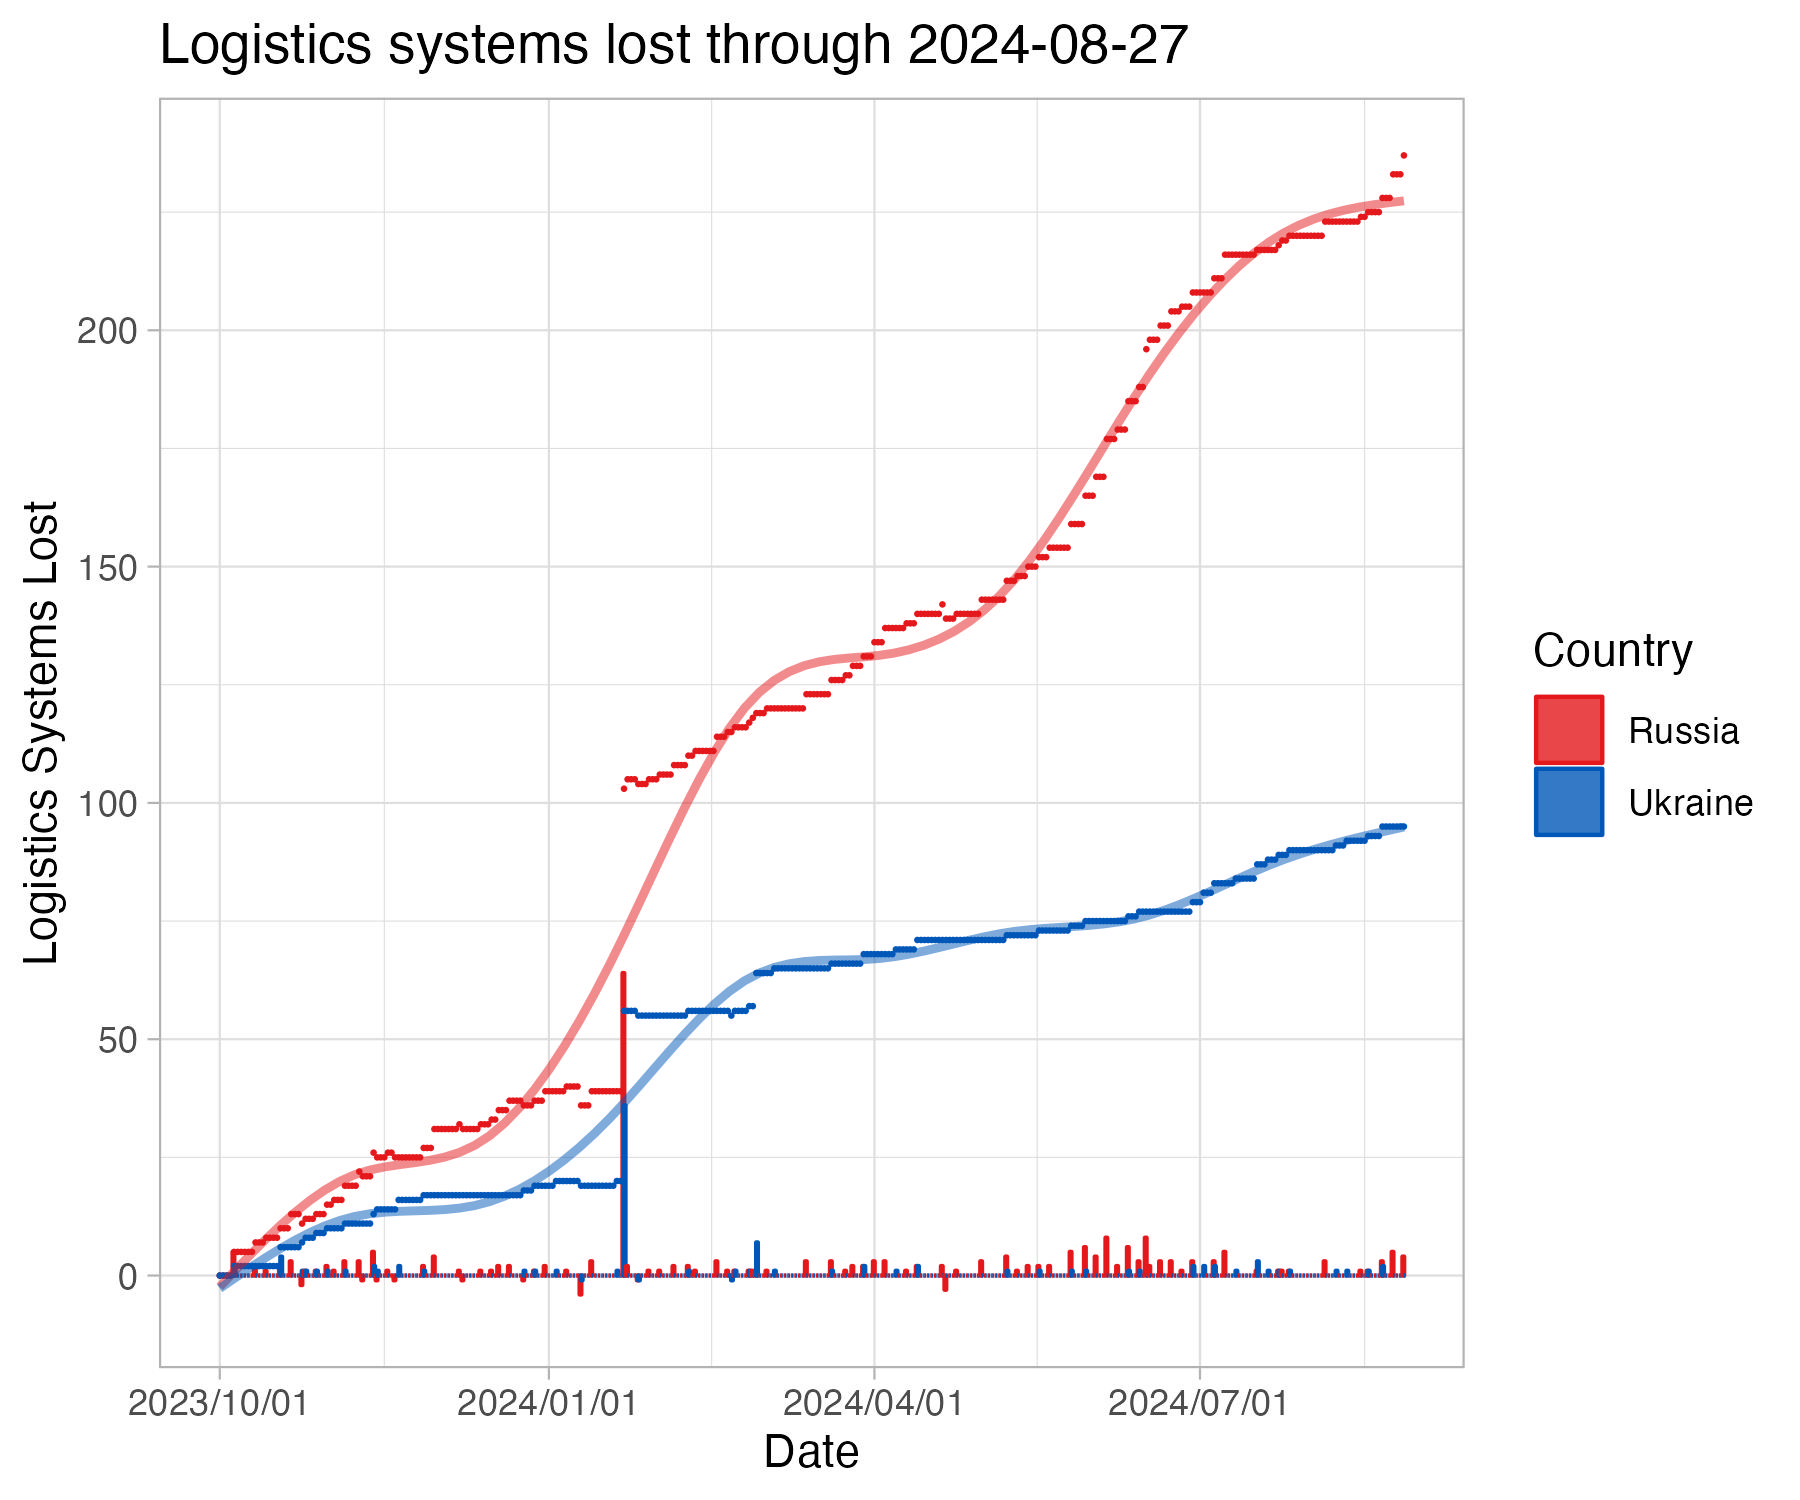 Logistics systems lost through 2024-08-27
Logistics Systems Lost
200
150
100
50
0
2023/10/01
2024/01/01
2024/04/01
2024/07/01
Date
Country
Russia
Ukraine